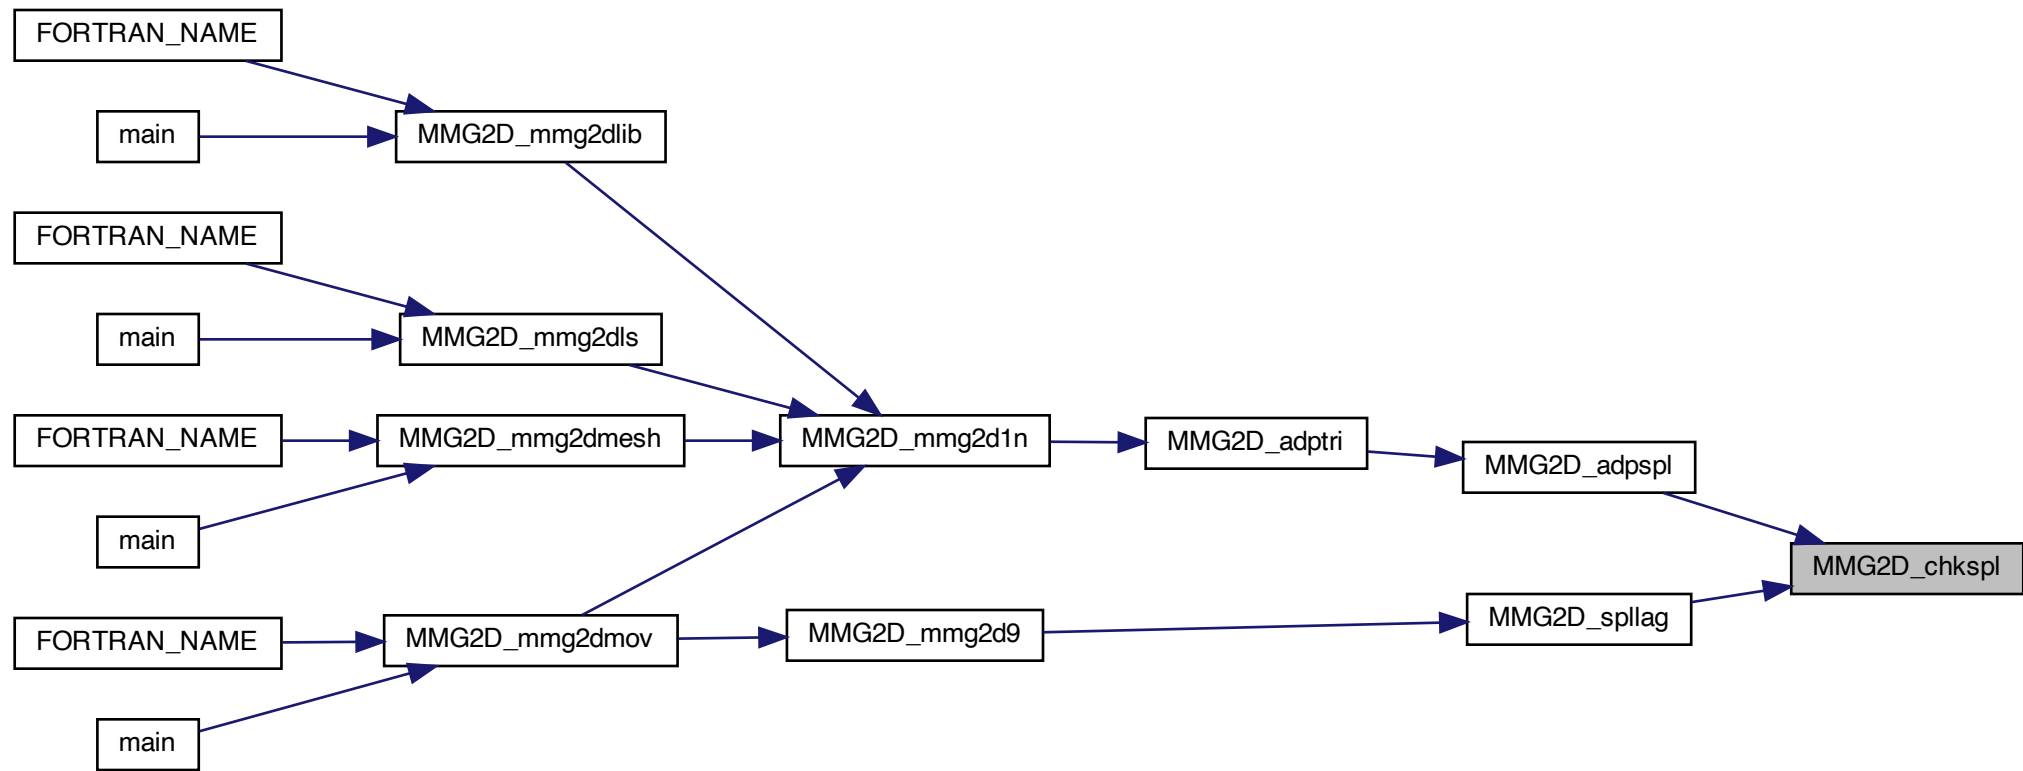 FORTRAN_NAME
main
MMG2D_mmg2dlib
FORTRAN_NAME
main
MMG2D_mmg2dls
FORTRAN_NAME
MMG2D_mmg2dmesh
MMG2D_mmg2d1n
MMG2D_adptri
MMG2D_adpspl
main
MMG2D_chkspl
FORTRAN_NAME
MMG2D_mmg2dmov
MMG2D_mmg2d9
MMG2D_spllag
main